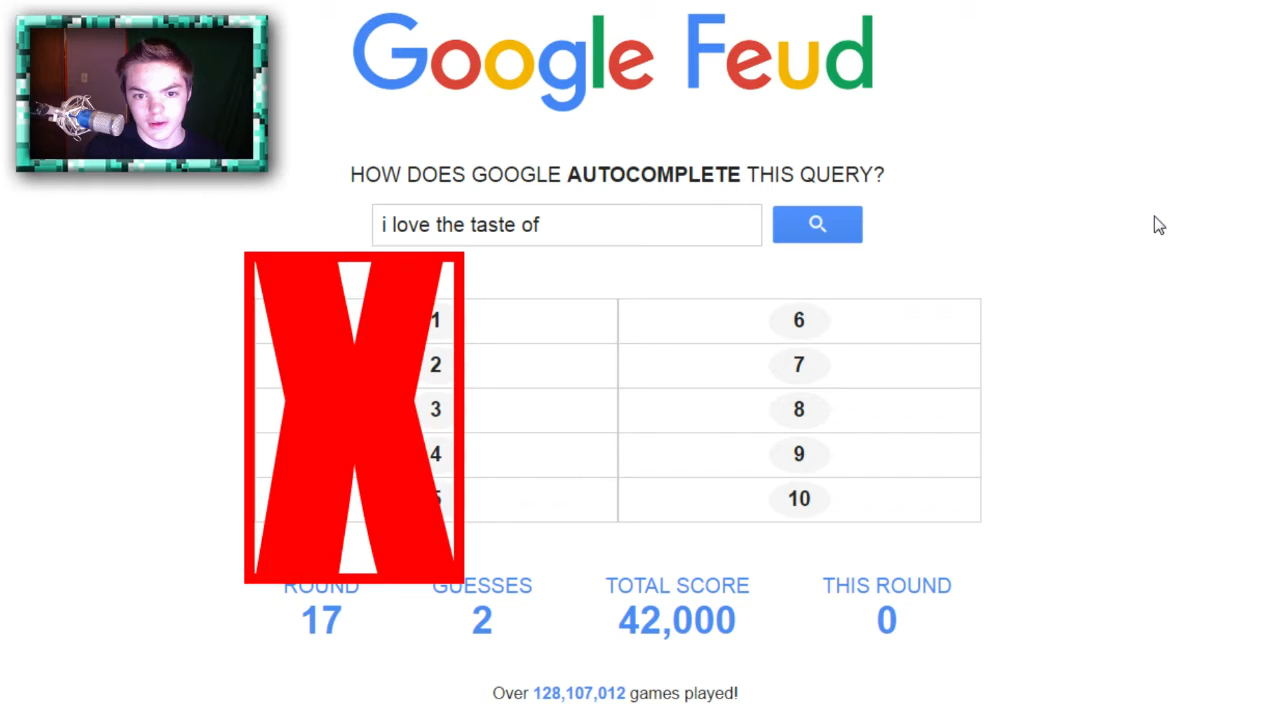 Google Feud
HOW DOES GOOGLE AUTOCOMPLETE THIS QUERY?
i love the taste of
X
1 6
2 7
3 8
4 9
5 10
ROUND GUESSES TOTAL SCORE THIS ROUND
17 2 42,000 0
Over 128,107,012 games played!